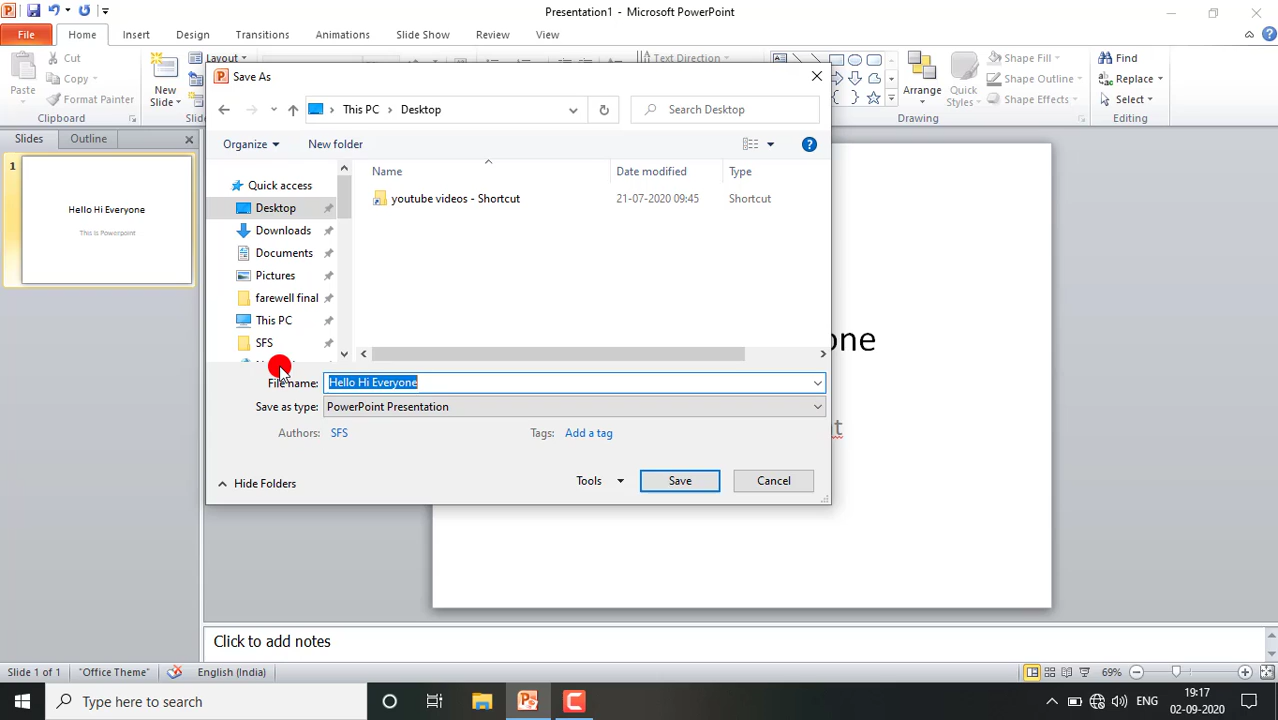 Presentation1 - Microsoft PowerPoint
File Home Insert Design Transitions Animations Slide Show Review View
Paste
Cut
Copy
Format Painter
Clipboard
New
Slide
Layout
Text Direction
Arrange
Quick
Styles
Shape Fill
Shape Outline
Shape Effects
Drawing
Find
Replace
Select
Editing
Slides Outline
1
Hello Hi Everyone
This is Powerpoint
Save As
This PC Desktop
Search Desktop
Organize New folder
Name Date modified Type
youtube videos - Shortcut 21-07-2020 09:45 Shortcut
Quick access
Desktop
Downloads
Documents
Pictures
farewell final
This PC
SFS
File name: Hello Hi Everyone
Save as type: PowerPoint Presentation
Authors: SFS Tags: Add a tag
Hide Folders Tools Save Cancel
Click to add notes
Slide 1 of 1 "Office Theme" English (India) 69%
Type here to search
ENG
19:17
02-09-2020